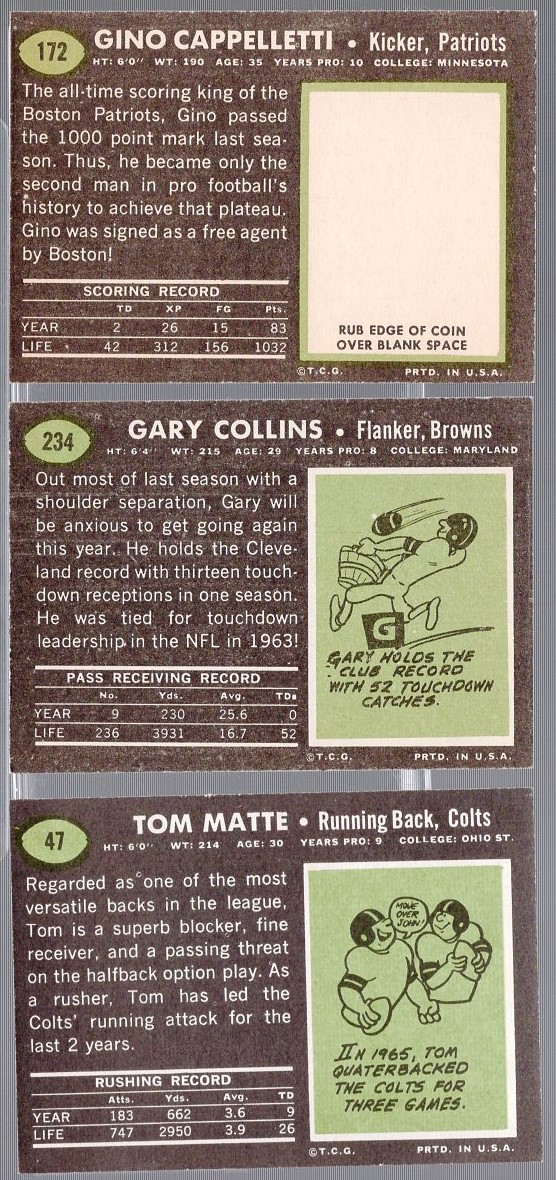 172
GINO CAPPELLETTI • Kicker, Patriots
HT: 6'0" WT: 190 AGE: 35 YEARS PRO: 10 COLLEGE: MINNESOTA
The all-time scoring king of the
Boston Patriots, Gino passed
the 1000 point mark last sea-
son. Thus, he became only the
second man in pro football's
history to achieve that plateau.
Gino was signed as a free agent
by Boston!
SCORING RECORD
TD XP FG Pts.
YEAR 2 26 15 83
LIFE 42 312 156 1032
RUB EDGE OF COIN
OVER BLANK SPACE
©T.C.G. PRTD. IN U.S.A.
234
GARY COLLINS • Flanker, Browns
HT: 6'4" WT: 215 AGE: 29 YEARS PRO: 8 COLLEGE: MARYLAND
Out most of last season with a
shoulder separation, Gary will
be anxious to get going again
this year. He holds the Cleve-
land record with thirteen touch-
down receptions in one season.
He was tied for touchdown
leadership in the NFL in 1963!
PASS RECEIVING RECORD
No. Yds. Avg. TDs
YEAR 9 230 25.6 0
LIFE 236 3931 16.7 52
G
GARY HOLDS THE
CLUB RECORD
WITH 52 TOUCHDOWN
CATCHES.
©T.C.G. PRTD. IN U.S.A.
47
TOM MATTE • Running Back, Colts
HT: 6'0" WT: 214 AGE: 30 YEARS PRO: 9 COLLEGE: OHIO ST.
Regarded as one of the most
versatile backs in the league,
Tom is a superb blocker, fine
receiver, and a passing threat
on the halfback option play. As
a rusher, Tom has led the
Colts' running attack for the
last 2 years.
RUSHING RECORD
Atts. Yds. Avg. TD
YEAR 183 662 3.6 9
LIFE 747 2950 3.9 26
MOVE
OVER
JOHN!
IN 1965, TOM
QUATERBACKED
THE COLTS FOR
THREE GAMES.
©T.C.G. PRTD. IN U.S.A.